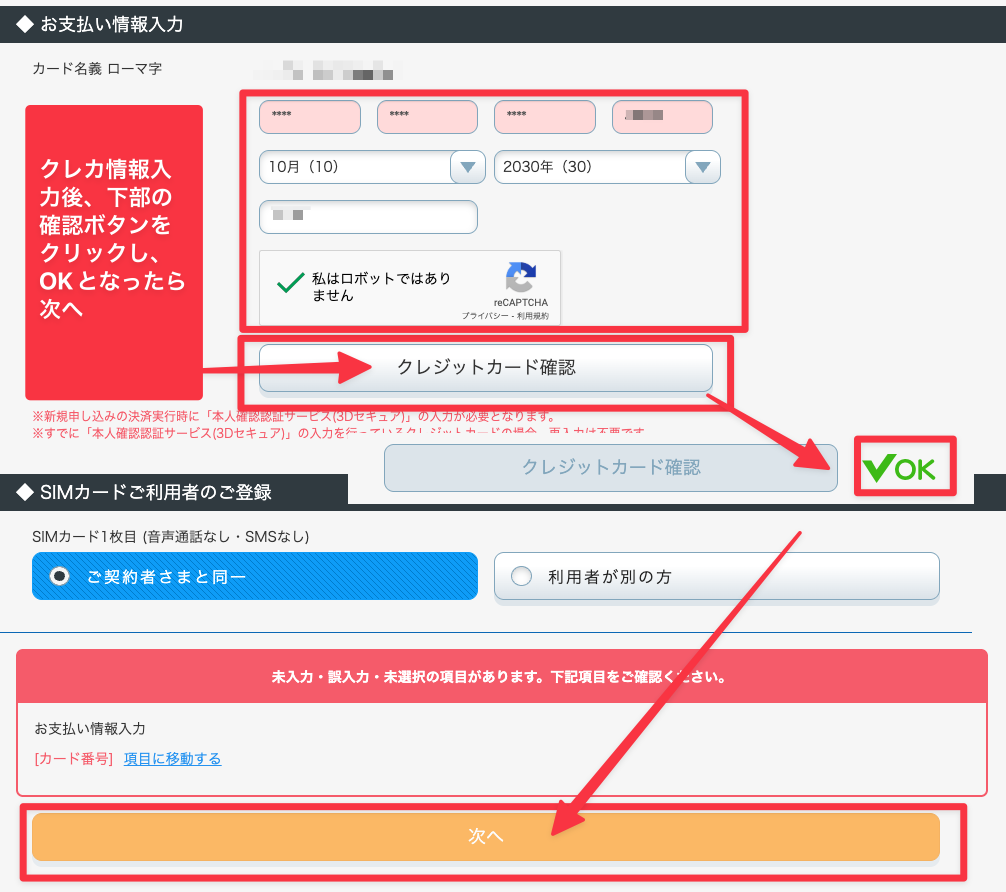 ◆ お支払い情報入力
カード名義 ローマ字
**** **** ****
クレカ情報入
力後、下部の
確認ボタンを
クリックし、
OKとなったら
次へ
10月（10） 2030年（30）
私はロボットではあり
ません
reCAPTCHA
プライバシー - 利用規約
クレジットカード確認
※新規申し込みの決済実行時に「本人確認認証サービス(3Dセキュア)」の入力が必要となります。
※すでに「本人確認認証サービス(3Dセキュア)」の入力を行っているクレジットカードの場合、再入力は不要です
クレジットカード確認 OK
◆ SIMカードご利用者のご登録
SIMカード1枚目 (音声通話なし・SMSなし)
ご契約者さまと同一 利用者が別の方
未入力・誤入力・未選択の項目があります。下記項目をご確認ください。
お支払い情報入力
[カード番号] 項目に移動する
次へ